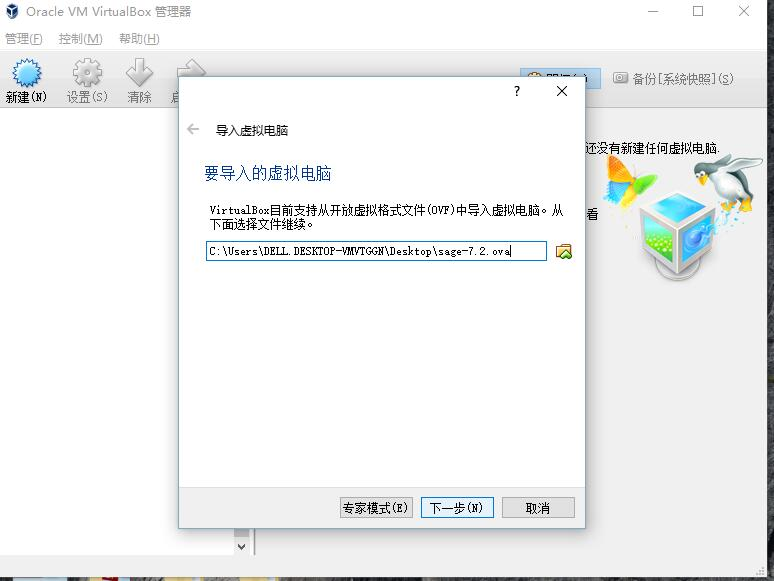 Oracle VM VirtualBox 管理器
管理(F) 控制(M) 帮助(H)
新建(N) 设置(S) 清除
备份[系统快照](S)
还没有新建任何虚拟电脑.
看
?
导入虚拟电脑
要导入的虚拟电脑
VirtualBox目前支持从开放虚拟格式文件(OVF)中导入虚拟电脑。从
下面选择文件继续。
C:\Users\DELL.DESKTOP-VMVTGGN\Desktop\sage-7.2.ova
专家模式(E) 下一步(N) 取消